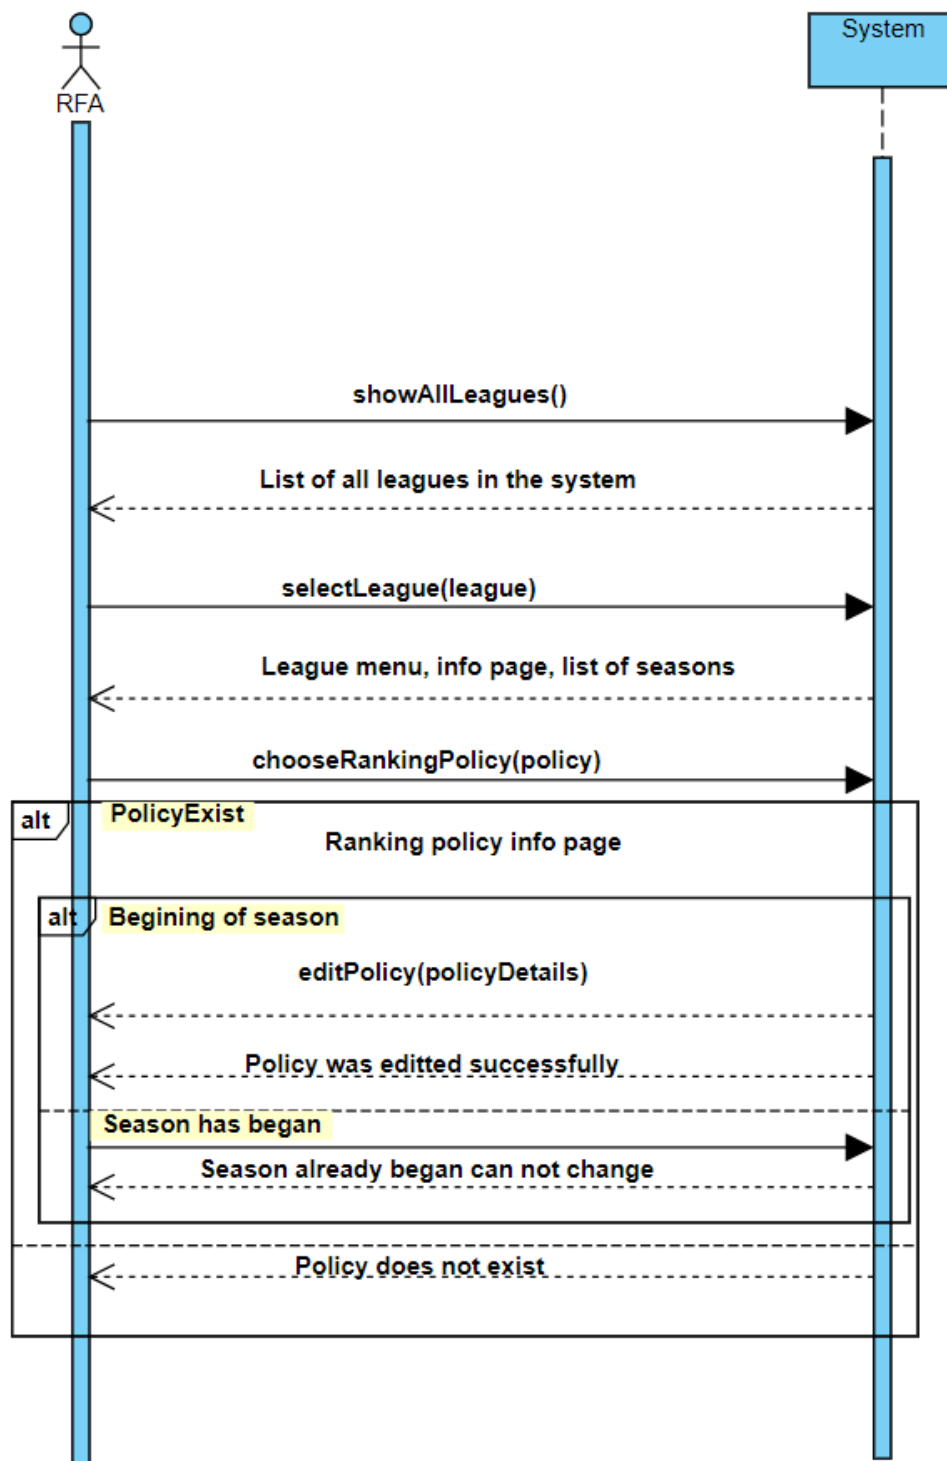 System
RFA
showAllLeagues()
List of all leagues in the system
selectLeague(league)
League menu, info page, list of seasons
chooseRankingPolicy(policy)
alt
PolicyExist
Ranking policy info page
alt
Begining of season
editPolicy(policyDetails)
Policy was editted successfully
Season has began
Season already began can not change
Policy does not exist